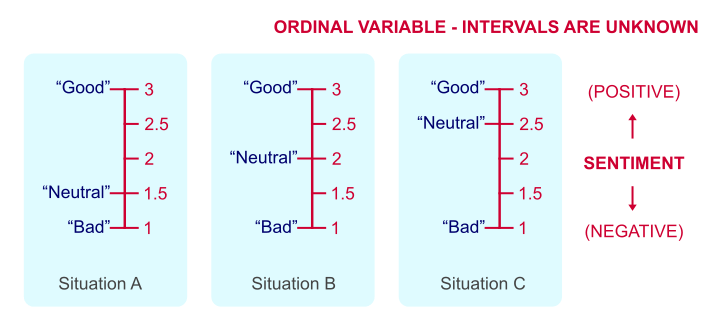 ORDINAL VARIABLE - INTERVALS ARE UNKNOWN
“Good” 3
2.5
2
“Neutral” 1.5
“Bad” 1
Situation A
“Good” 3
2.5
“Neutral” 2
1.5
“Bad” 1
Situation B
“Good” 3
“Neutral” 2.5
2
1.5
“Bad” 1
Situation C
(POSITIVE)
SENTIMENT
(NEGATIVE)